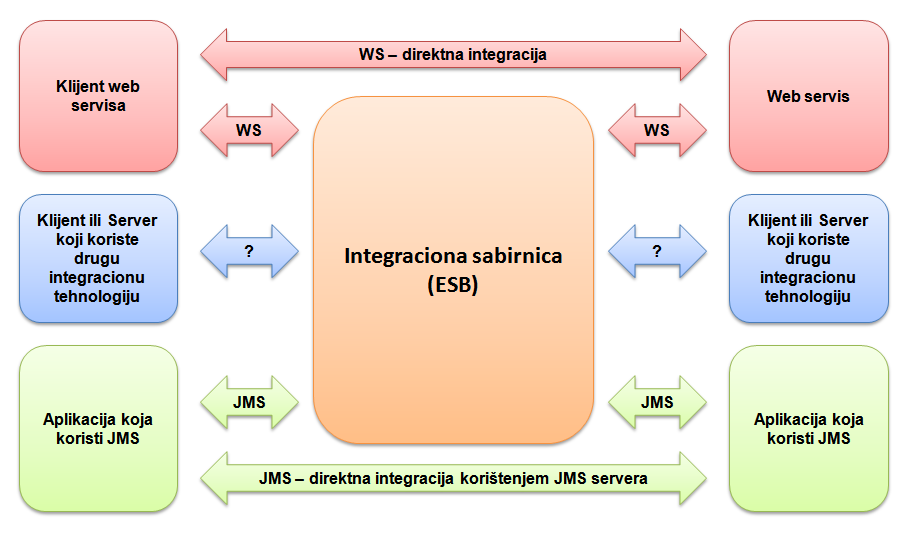 WS – direktna integracija
Klijent web
servisa
Web servis
WS
WS
Klijent ili Server
koji koriste
drugu
integracionu
tehnologiju
?
Integraciona sabirnica
(ESB)
?
Klijent ili Server
koji koriste
drugu
integracionu
tehnologiju
Aplikacija koja
koristi JMS
JMS
JMS
Aplikacija koja
koristi JMS
JMS – direktna integracija korištenjem JMS servera